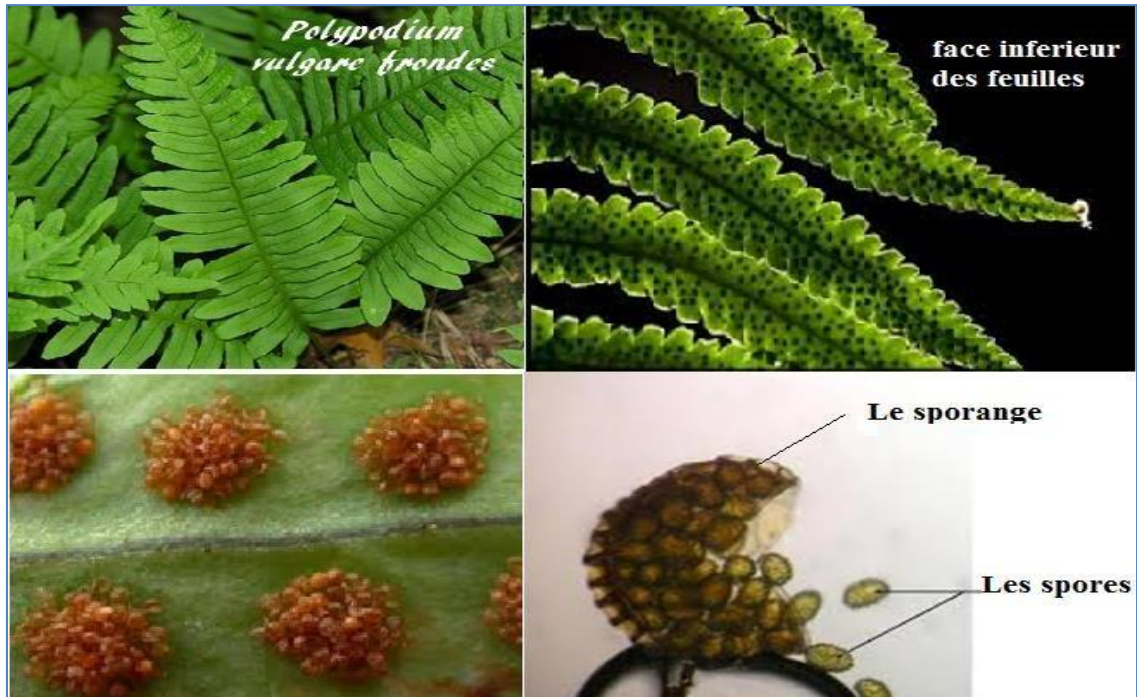 Polypodium
vulgare frondes
face inferieur
des feuilles
Le sporange
Les spores